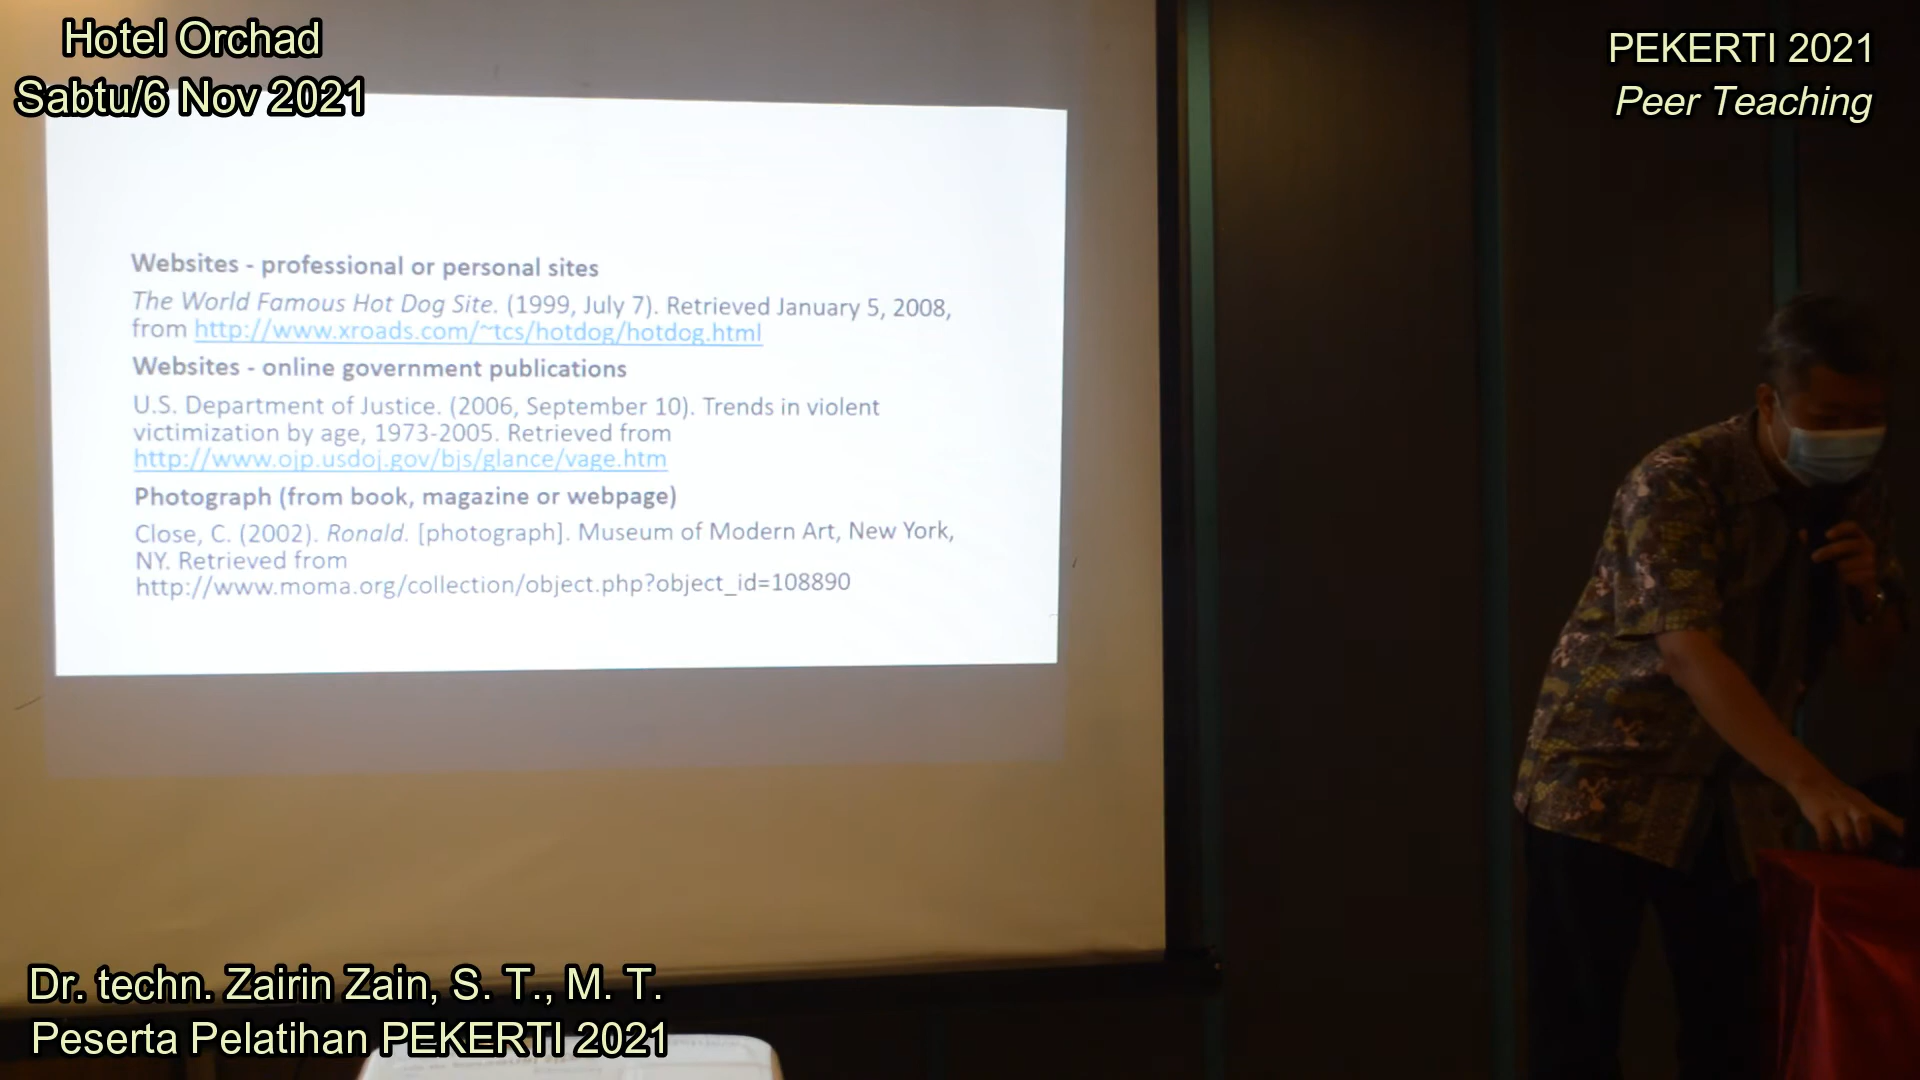 Hotel Orchad
Sabtu/6 Nov 2021
PEKERTI 2021
Peer Teaching
Websites - professional or personal sites
The World Famous Hot Dog Site. (1999, July 7). Retrieved January 5, 2008,
from http://www.xroads.com/~tcs/hotdog/hotdog.html
Websites - online government publications
U.S. Department of Justice. (2006, September 10). Trends in violent
victimization by age, 1973-2005. Retrieved from
http://www.ojp.usdoj.gov/bjs/glance/vage.htm
Photograph (from book, magazine or webpage)
Close, C. (2002). Ronald. [photograph]. Museum of Modern Art, New York,
NY. Retrieved from
http://www.moma.org/collection/object.php?object_id=108890
Dr. techn. Zairin Zain, S. T., M. T.
Peserta Pelatihan PEKERTI 2021